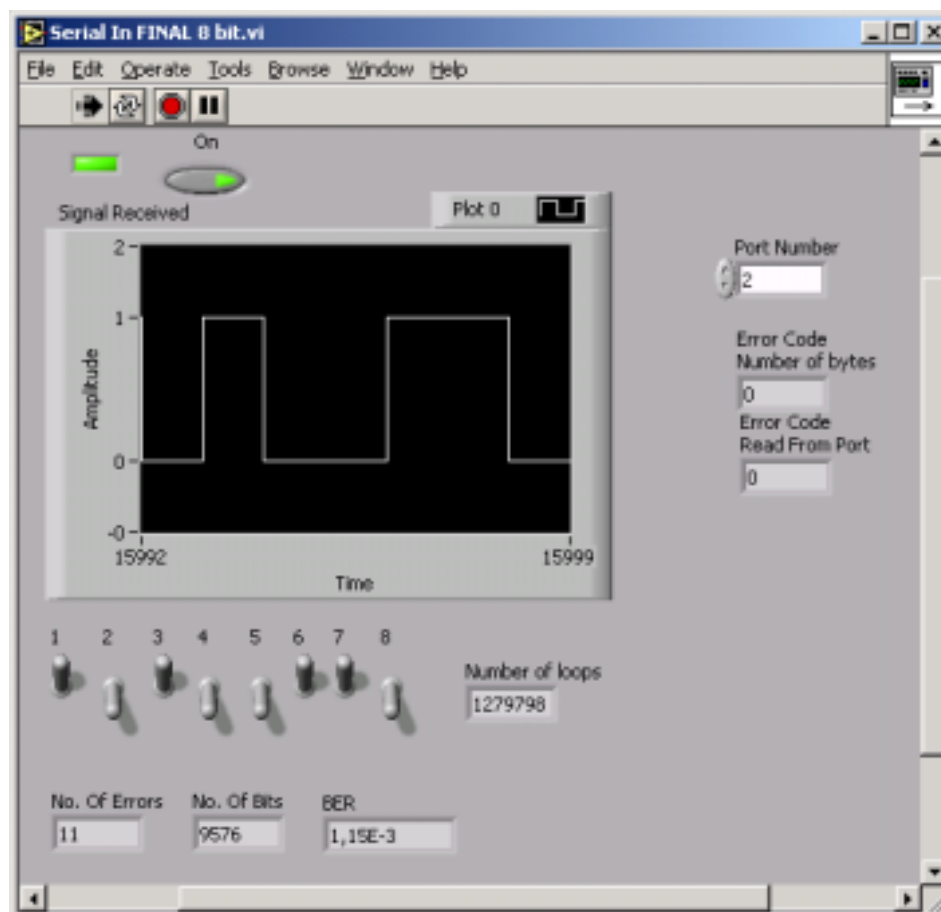 Serial In FINAL 8 bit.vi
File Edit Operate Tools Browse Window Help
On
Signal Received
Plot 0
2
1
0
-0
Amplitude
15992 15999
Time
Port Number
2
Error Code
Number of bytes
0
Error Code
Read From Port
0
1 2 3 4 5 6 7 8
Number of loops
1279798
No. Of Errors No. Of Bits BER
11 9576 1,15E-3